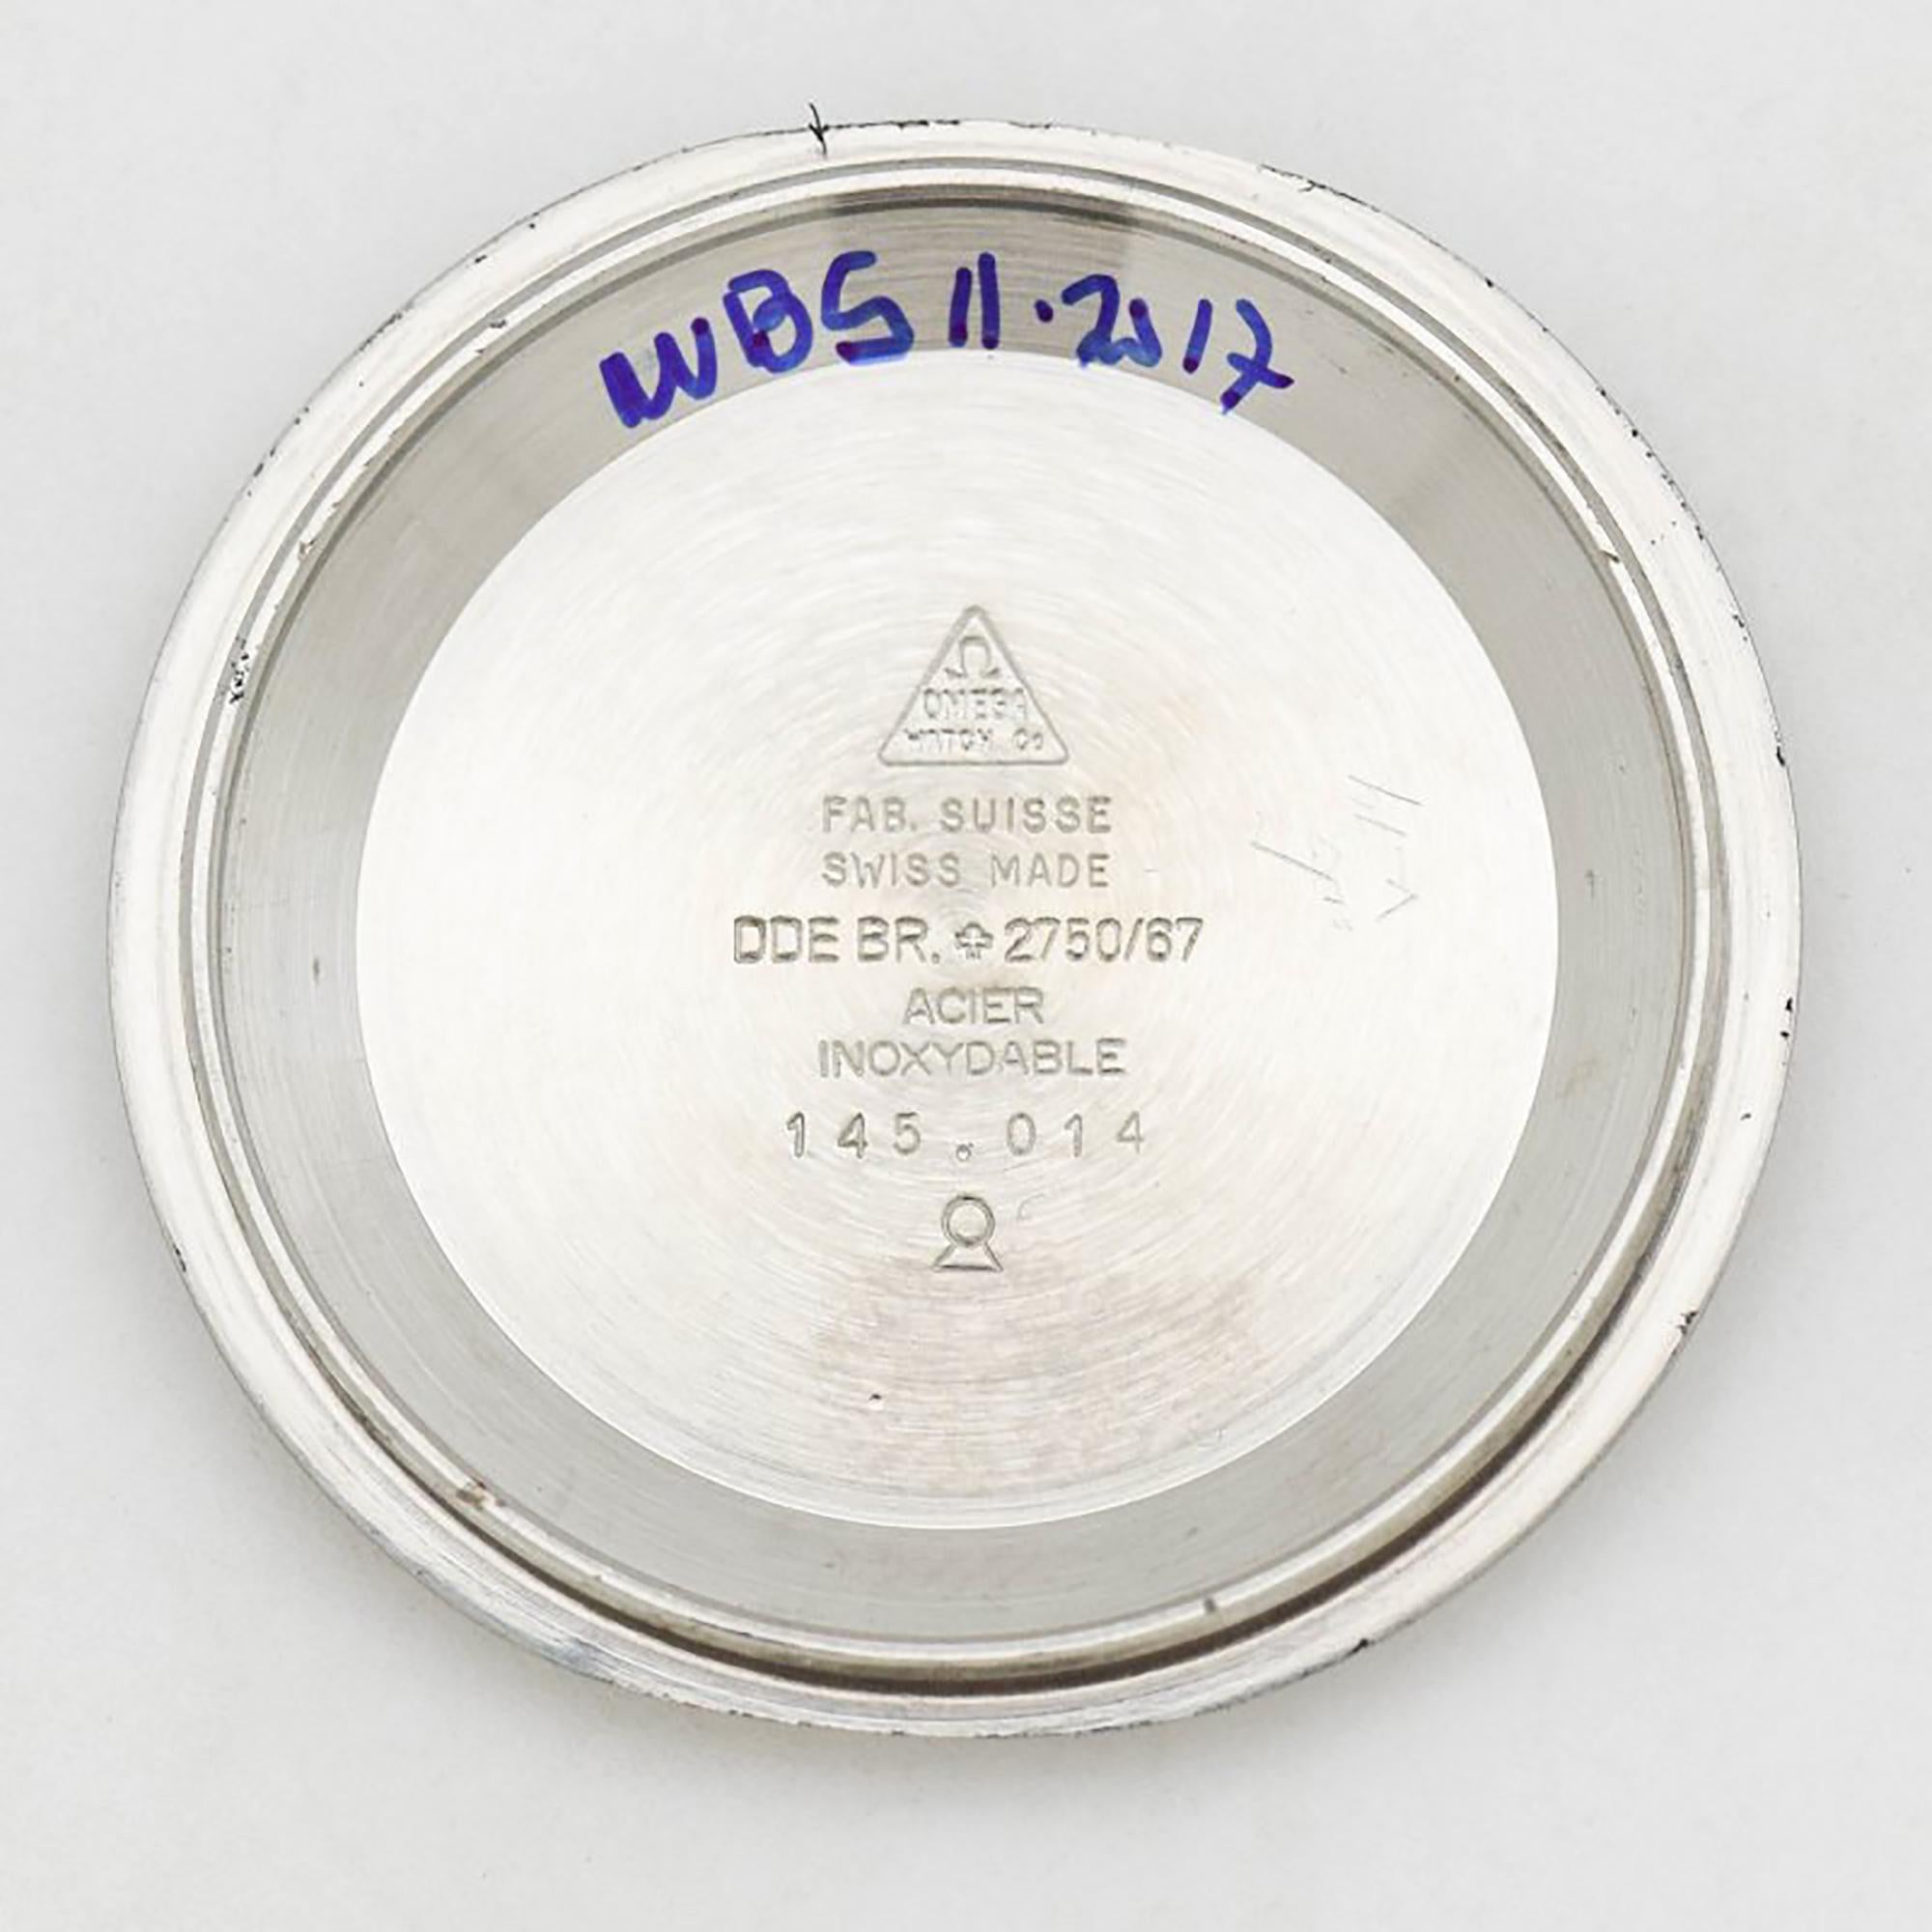 WBS 11·2017
Ω
OMEGA
WATCH Co
FAB. SUISSE
SWISS MADE
DDE BR. 2750/67
ACIER
INOXYDABLE
145.014